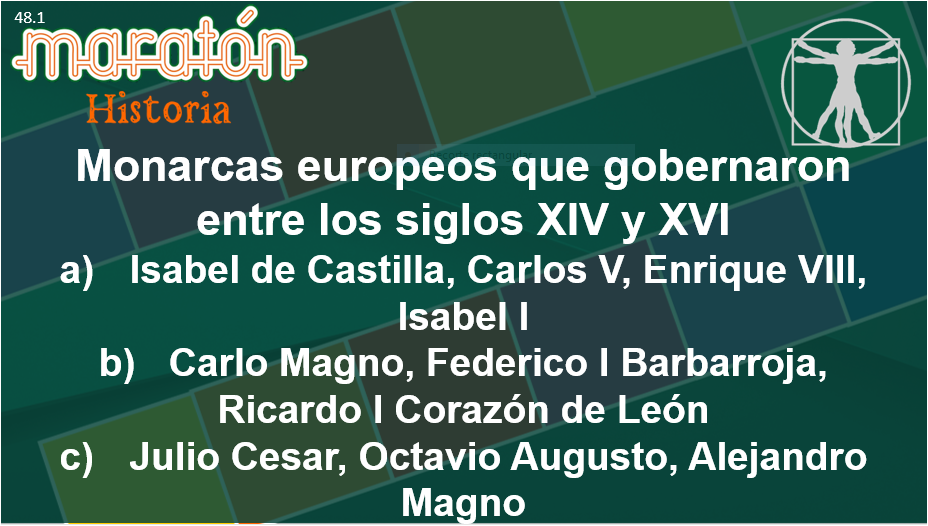 48.1
maratón
Historia
Monarcas europeos que gobernaron
entre los siglos XIV y XVI
a) Isabel de Castilla, Carlos V, Enrique VIII,
Isabel I
b) Carlo Magno, Federico I Barbarroja,
Ricardo I Corazón de León
c) Julio Cesar, Octavio Augusto, Alejandro
Magno